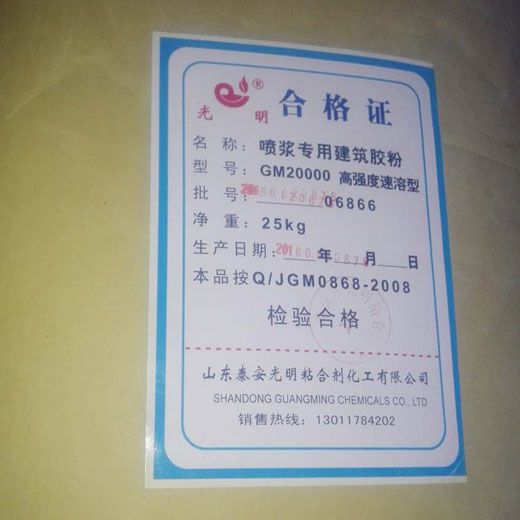 ®
光 明
合格证
名 称：喷浆专用建筑胶粉
型 号：GM20000 高强度速溶型
批 号：06866
净 重：25kg
生产日期：2016 年 月 日
本品按Q/JGM0868-2008
检验合格
山东泰安光明粘合剂化工有限公司
SHANDONG GUANGMING CHEMICALS CO., LTD
销售热线：13011784202